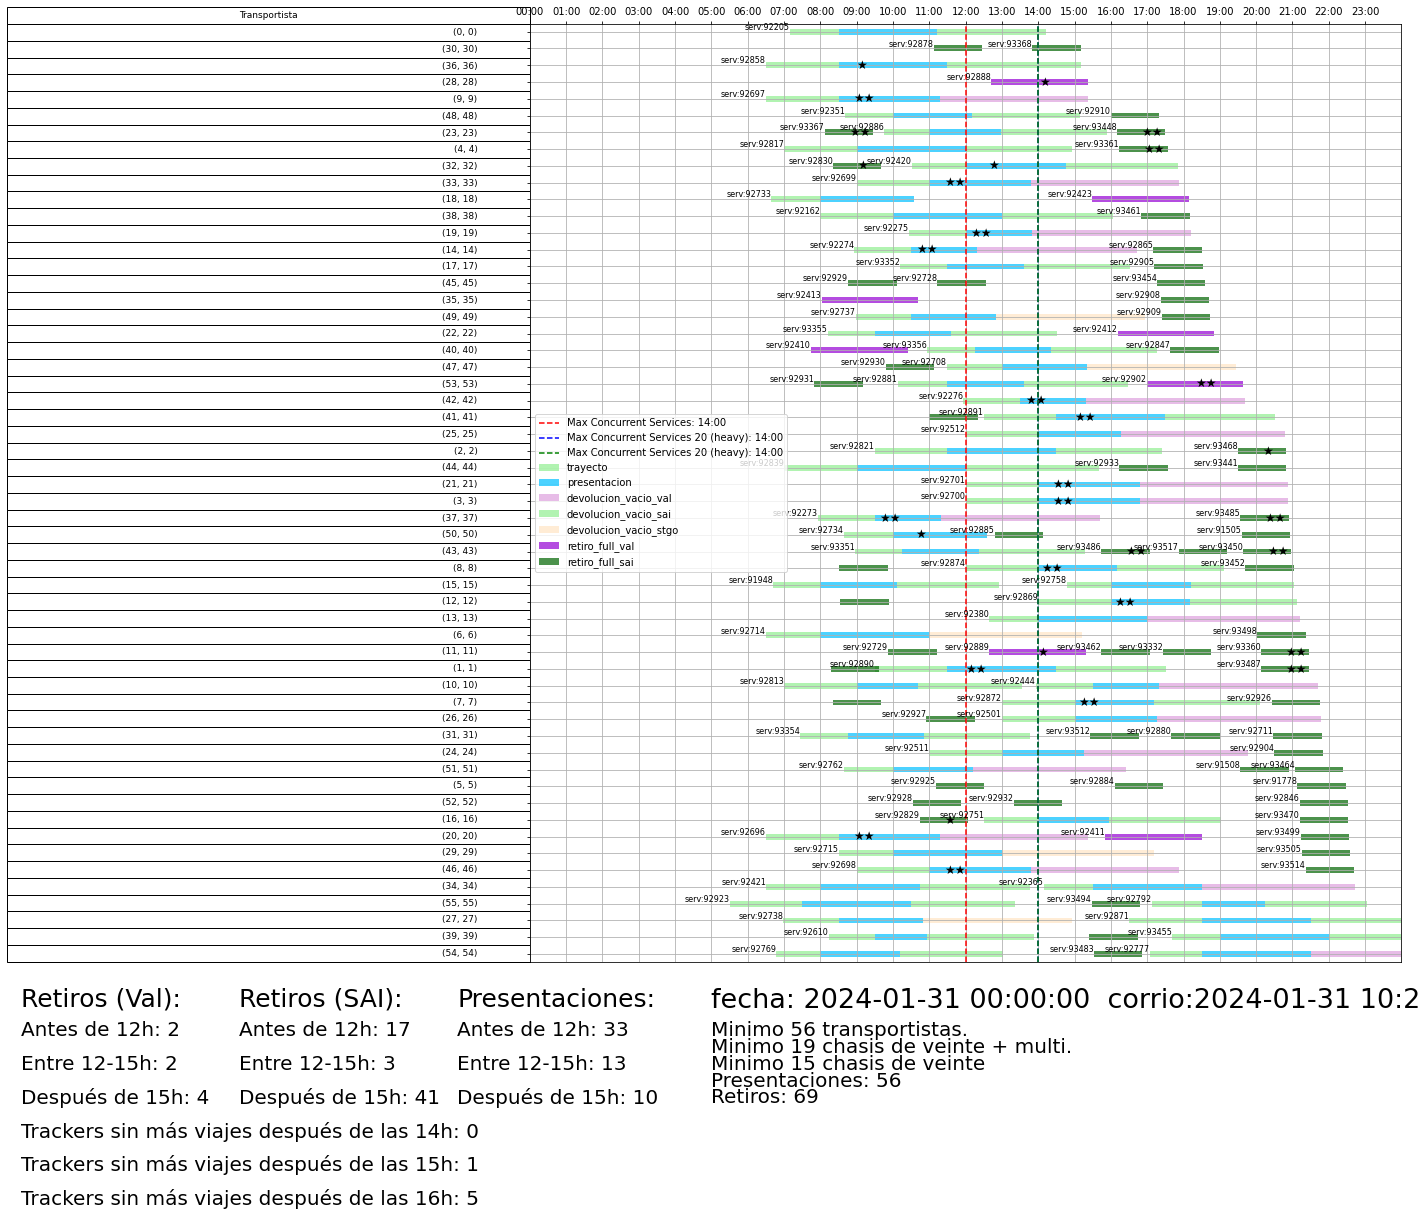 Transportista
00:00 01:00 02:00 03:00 04:00 05:00 06:00 07:00 08:00 09:00 10:00 11:00 12:00 13:00 14:00 15:00 16:00 17:00 18:00 19:00 20:00 21:00 22:00 23:00
(0, 0) serv:92205
(30, 30) serv:92878 serv:93368
(36, 36) serv:92858
(28, 28) serv:92888
(9, 9) serv:92697
(48, 48) serv:92351 serv:92910
(23, 23) serv:93367 serv:92886 serv:93448
(4, 4) serv:92817 serv:93361
(32, 32) serv:92830 serv:92420
(33, 33) serv:92699
(18, 18) serv:92733 serv:92423
(38, 38) serv:92162 serv:93461
(19, 19) serv:92275
(14, 14) serv:92274 serv:92865
(17, 17) serv:93352 serv:92905
(45, 45) serv:92929 serv:92728 serv:93454
(35, 35) serv:92413 serv:92908
(49, 49) serv:92737 serv:92909
(22, 22) serv:93355 serv:92412
(40, 40) serv:92410 serv:93356 serv:92847
(47, 47) serv:92930 serv:92708
(53, 53) serv:92931 serv:92881 serv:92902
(42, 42) serv:92276
(41, 41) serv:92891
(25, 25) serv:92512
(2, 2) serv:92821 serv:93468
(44, 44) serv:92839 serv:92933 serv:93441
(21, 21) serv:92701
(3, 3) serv:92700
(37, 37) serv:92273 serv:93485
(50, 50) serv:92734 serv:92885 serv:91505
(43, 43) serv:93351 serv:93486 serv:93517 serv:93450
(8, 8) serv:92874 serv:93452
(15, 15) serv:91948 serv:92758
(12, 12) serv:92869
(13, 13) serv:92380
(6, 6) serv:92714 serv:93498
(11, 11) serv:92729 serv:92889 serv:93462 serv:93332 serv:93360
(1, 1) serv:92890 serv:93487
(10, 10) serv:92813 serv:92444
(7, 7) serv:92872 serv:92926
(26, 26) serv:92927 serv:92501
(31, 31) serv:93354 serv:93512 serv:92880 serv:92711
(24, 24) serv:92511 serv:92904
(51, 51) serv:92762 serv:91508 serv:93464
(5, 5) serv:92925 serv:92884 serv:91778
(52, 52) serv:92928 serv:92932 serv:92846
(16, 16) serv:92829 serv:92751 serv:93470
(20, 20) serv:92696 serv:92411 serv:93499
(29, 29) serv:92715 serv:93505
(46, 46) serv:92698 serv:93514
(34, 34) serv:92421 serv:92365
(55, 55) serv:92923 serv:93494 serv:92792
(27, 27) serv:92738 serv:92871
(39, 39) serv:92610 serv:93455
(54, 54) serv:92769 serv:93483 serv:92777
Max Concurrent Services: 14:00
Max Concurrent Services 20 (heavy): 14:00
Max Concurrent Services 20 (heavy): 14:00
trayecto
presentacion
devolucion_vacio_val
devolucion_vacio_sai
devolucion_vacio_stgo
retiro_full_val
retiro_full_sai
Retiros (Val): Retiros (SAI): Presentaciones: fecha: 2024-01-31 00:00:00 corrio:2024-01-31 10:2
Antes de 12h: 2 Antes de 12h: 17 Antes de 12h: 33
Entre 12-15h: 2 Entre 12-15h: 3 Entre 12-15h: 13
Después de 15h: 4 Después de 15h: 41 Después de 15h: 10
Minimo 56 transportistas.
Minimo 19 chasis de veinte + multi.
Minimo 15 chasis de veinte
Presentaciones: 56
Retiros: 69
Trackers sin más viajes después de las 14h: 0
Trackers sin más viajes después de las 15h: 1
Trackers sin más viajes después de las 16h: 5